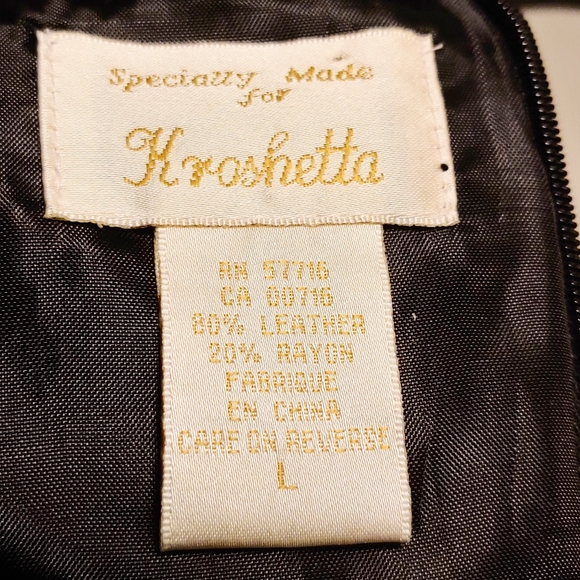 Specially Made
for
Kroshetta
RN 57716
CA 00716
80% LEATHER
20% RAYON
FABRIQUE
EN CHINA
CARE ON REVERSE
L